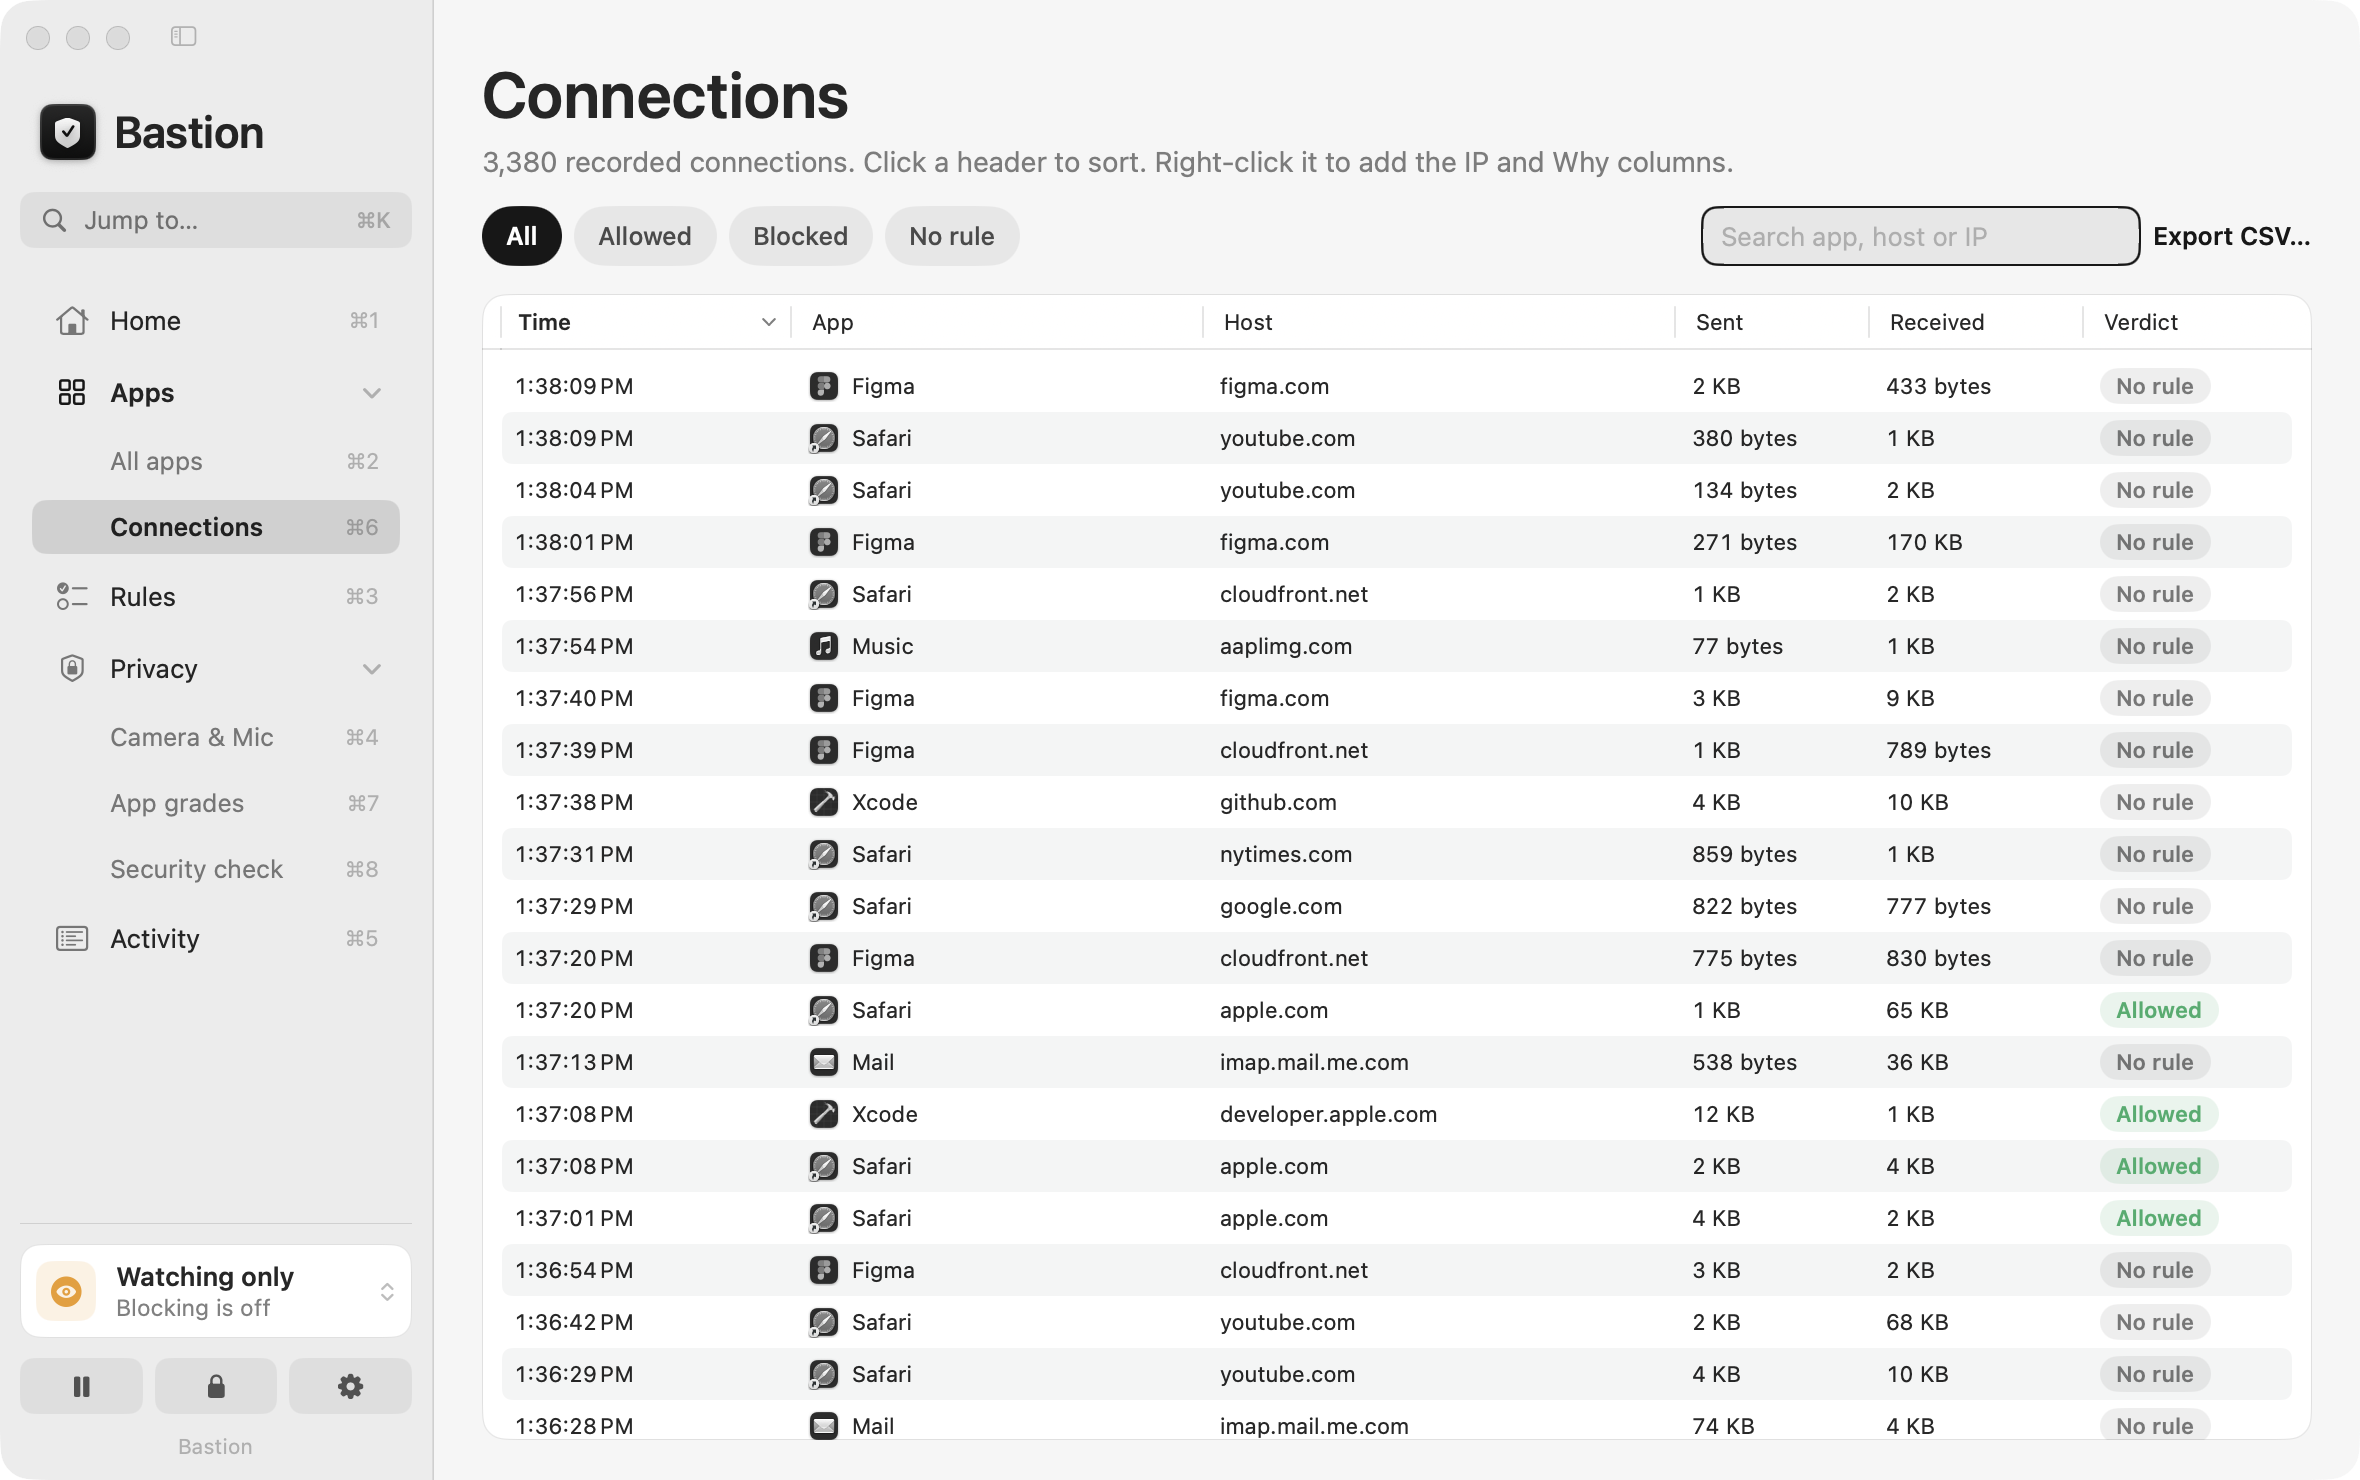 Bastion
Jump to... ⌘K
Home ⌘1
Apps
All apps ⌘2
Connections ⌘6
Rules ⌘3
Privacy
Camera & Mic ⌘4
App grades ⌘7
Security check ⌘8
Activity ⌘5
Watching only
Blocking is off
Bastion
Connections
3,380 recorded connections. Click a header to sort. Right-click it to add the IP and Why columns.
All Allowed Blocked No rule Search app, host or IP Export CSV...
Time App Host Sent Received Verdict
1:38:09 PM Figma figma.com 2 KB 433 bytes No rule
1:38:09 PM Safari youtube.com 380 bytes 1 KB No rule
1:38:04 PM Safari youtube.com 134 bytes 2 KB No rule
1:38:01 PM Figma figma.com 271 bytes 170 KB No rule
1:37:56 PM Safari cloudfront.net 1 KB 2 KB No rule
1:37:54 PM Music aaplimg.com 77 bytes 1 KB No rule
1:37:40 PM Figma figma.com 3 KB 9 KB No rule
1:37:39 PM Figma cloudfront.net 1 KB 789 bytes No rule
1:37:38 PM Xcode github.com 4 KB 10 KB No rule
1:37:31 PM Safari nytimes.com 859 bytes 1 KB No rule
1:37:29 PM Safari google.com 822 bytes 777 bytes No rule
1:37:20 PM Figma cloudfront.net 775 bytes 830 bytes No rule
1:37:20 PM Safari apple.com 1 KB 65 KB Allowed
1:37:13 PM Mail imap.mail.me.com 538 bytes 36 KB No rule
1:37:08 PM Xcode developer.apple.com 12 KB 1 KB Allowed
1:37:08 PM Safari apple.com 2 KB 4 KB Allowed
1:37:01 PM Safari apple.com 4 KB 2 KB Allowed
1:36:54 PM Figma cloudfront.net 3 KB 2 KB No rule
1:36:42 PM Safari youtube.com 2 KB 68 KB No rule
1:36:29 PM Safari youtube.com 4 KB 10 KB No rule
1:36:28 PM Mail imap.mail.me.com 74 KB 4 KB No rule